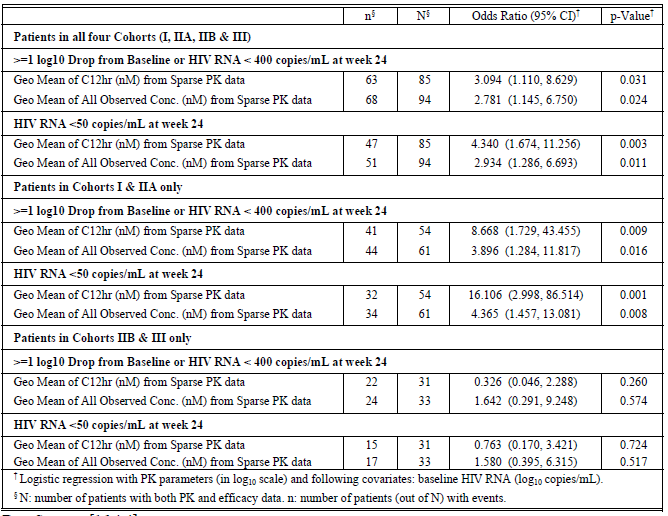 n§ N§ Odds Ratio (95% CI)† p-Value†
Patients in all four Cohorts (I, IIA, IIB & III)
>=1 log10 Drop from Baseline or HIV RNA < 400 copies/mL at week 24
Geo Mean of C12hr (nM) from Sparse PK data 63 85 3.094 (1.110, 8.629) 0.031
Geo Mean of All Observed Conc. (nM) from Sparse PK data 68 94 2.781 (1.145, 6.750) 0.024
HIV RNA <50 copies/mL at week 24
Geo Mean of C12hr (nM) from Sparse PK data 47 85 4.340 (1.674, 11.256) 0.003
Geo Mean of All Observed Conc. (nM) from Sparse PK data 51 94 2.934 (1.286, 6.693) 0.011
Patients in Cohorts I & IIA only
>=1 log10 Drop from Baseline or HIV RNA < 400 copies/mL at week 24
Geo Mean of C12hr (nM) from Sparse PK data 41 54 8.668 (1.729, 43.455) 0.009
Geo Mean of All Observed Conc. (nM) from Sparse PK data 44 61 3.896 (1.284, 11.817) 0.016
HIV RNA <50 copies/mL at week 24
Geo Mean of C12hr (nM) from Sparse PK data 32 54 16.106 (2.998, 86.514) 0.001
Geo Mean of All Observed Conc. (nM) from Sparse PK data 34 61 4.365 (1.457, 13.081) 0.008
Patients in Cohorts IIB & III only
>=1 log10 Drop from Baseline or HIV RNA < 400 copies/mL at week 24
Geo Mean of C12hr (nM) from Sparse PK data 22 31 0.326 (0.046, 2.288) 0.260
Geo Mean of All Observed Conc. (nM) from Sparse PK data 24 33 1.642 (0.291, 9.248) 0.574
HIV RNA <50 copies/mL at week 24
Geo Mean of C12hr (nM) from Sparse PK data 15 31 0.763 (0.170, 3.421) 0.724
Geo Mean of All Observed Conc. (nM) from Sparse PK data 17 33 1.580 (0.395, 6.315) 0.517
† Logistic regression with PK parameters (in log10 scale) and following covariates: baseline HIV RNA (log10 copies/mL).
§ N: number of patients with both PK and efficacy data. n: number of patients (out of N) with events.